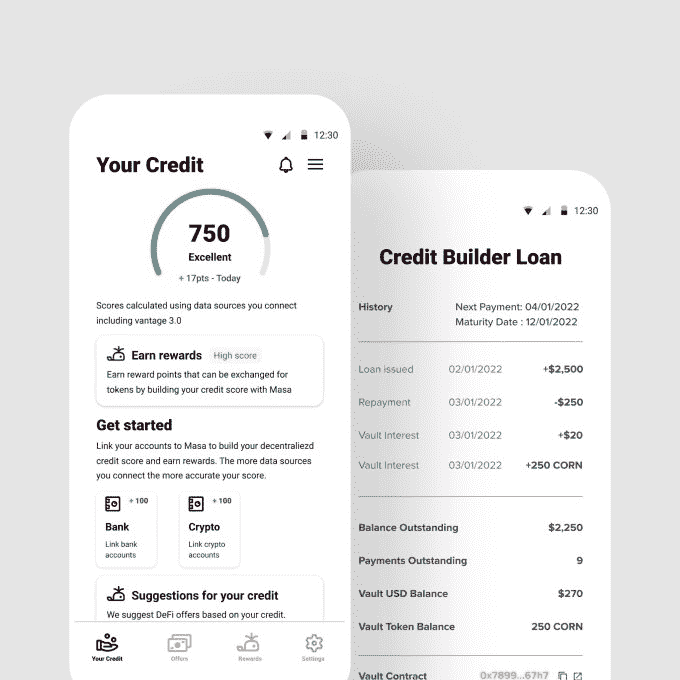 12:30
Your Credit
750
Excellent
+ 17pts - Today
Scores calculated using data sources you connect
including vantage 3.0
Earn rewards High score
Earn reward points that can be exchanged for
tokens by building your credit score with Masa
Get started
Link your accounts to Masa to build your decentraliezd
credit score and earn rewards. The more data sources
you connect the more accurate your score.
+ 100 + 100
Bank Crypto
Link bank Link crypto
accounts accounts
Suggestions for your credit
We suggest DeFi offers based on your credit.
Your Credit Offers Rewards Settings
12:30
Credit Builder Loan
History Next Payment: 04/01/2022
Maturity Date : 12/01/2022
Loan issued 02/01/2022 +$2,500
Repayment 03/01/2022 -$250
Vault Interest 03/01/2022 +$20
Vault Interest 03/01/2022 +250 CORN
Balance Outstanding $2,250
Payments Outstanding 9
Vault USD Balance $270
Vault Token Balance 250 CORN
Vault Contract 0x7899...67h7